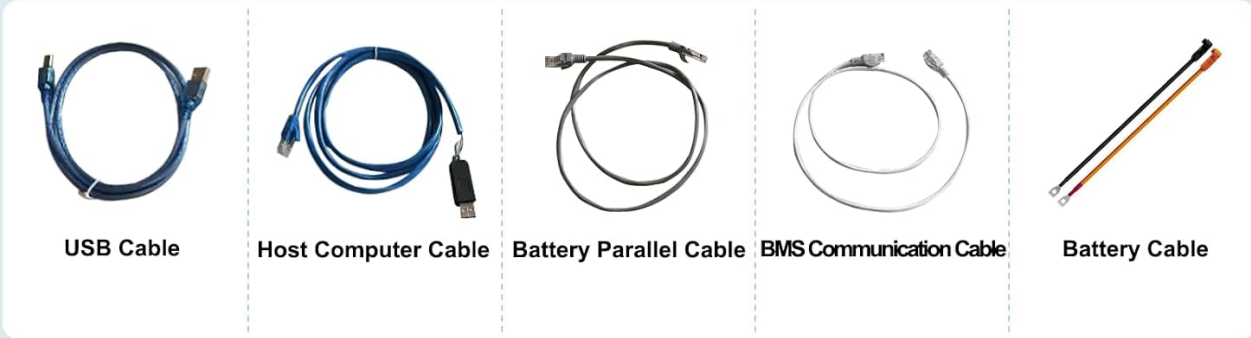 USB Cable
Host Computer Cable
Battery Parallel Cable
BMS Communication Cable
Battery Cable